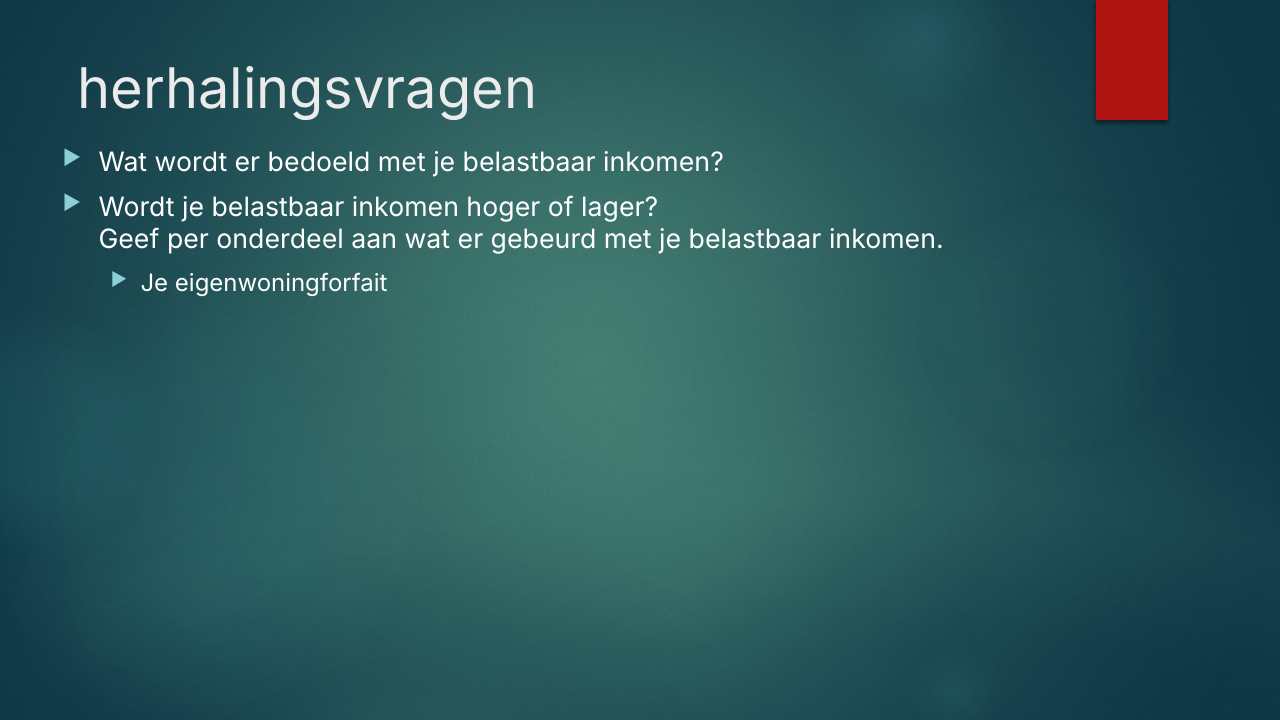 herhalingsvragen
Wat wordt er bedoeld met je belastbaar inkomen?
Wordt je belastbaar inkomen hoger of lager?
Geef per onderdeel aan wat er gebeurd met je belastbaar inkomen.
Je eigenwoningforfait